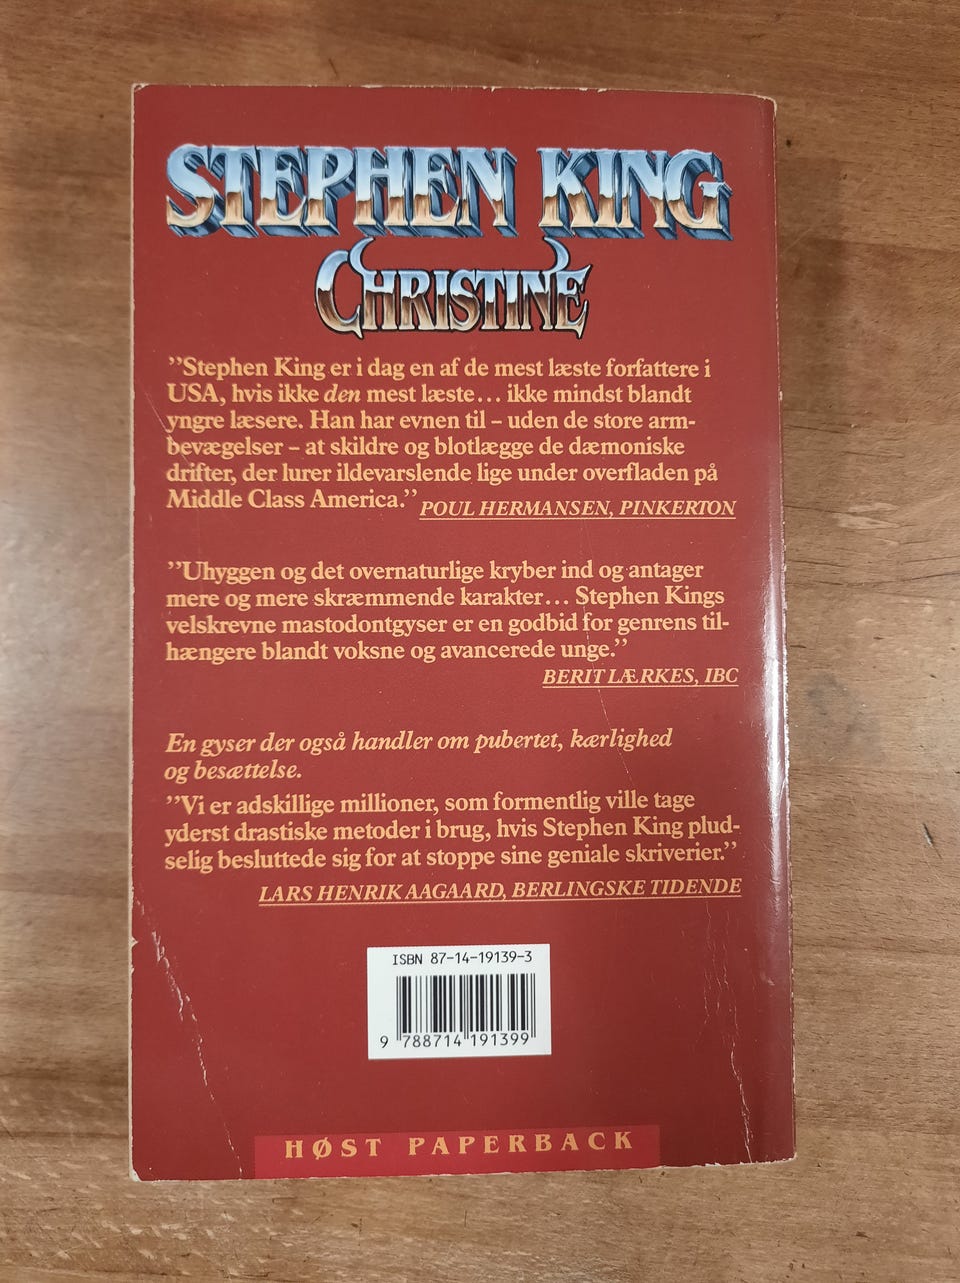 STEPHEN KING
CHRISTINE
”Stephen King er i dag en af de mest læste forfattere i
USA, hvis ikke den mest læste... ikke mindst blandt
yngre læsere. Han har evnen til – uden de store arm-
bevægelser – at skildre og blotlægge de dæmoniske
drifter, der lurer ildevarslende lige under overfladen på
Middle Class America.”
POUL HERMANSEN, PINKERTON
”Uhyggen og det overnaturlige kryber ind og antager
mere og mere skræmmende karakter... Stephen Kings
velskrevne mastodontgyser er en godbid for genrens til-
hængere blandt voksne og avancerede unge.”
BERIT LÆRKES, IBC
En gyser der også handler om pubertet, kærlighed
og besættelse.
”Vi er adskillige millioner, som formentlig ville tage
yderst drastiske metoder i brug, hvis Stephen King plud-
selig besluttede sig for at stoppe sine geniale skriverier.”
LARS HENRIK AAGAARD, BERLINGSKE TIDENDE
ISBN 87-14-19139-3
9 788714 191399
HØST PAPERBACK